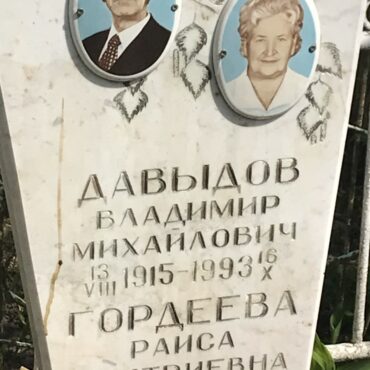 ДАВЫДОВ
ВЛАДИМИР
МИХАЙЛОВИЧ
13/VIII 1915-1993 16/X
ГОРДЕЕВА
РАИСА